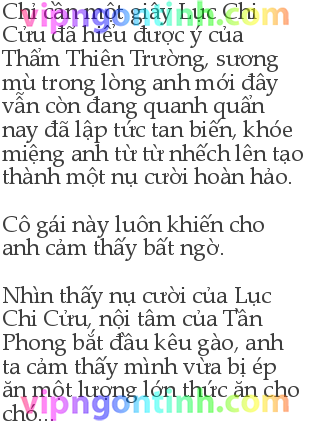 Chỉ cần một giây Lục Chi
Cửu đã hiểu được ý của
Thẩm Thiên Trường, sương
mù trong lòng anh mới đây
vẫn còn đang quanh quẩn
nay đã lập tức tan biến, khóe
miệng anh từ từ nhếch lên tạo
thành một nụ cười hoàn hảo.
Cô gái này luôn khiến cho
anh cảm thấy bất ngờ.
Nhìn thấy nụ cười của Lục
Chi Cửu, nội tâm của Tần
Phong bắt đầu kêu gào, anh
ta cảm thấy mình vừa bị ép
ăn một lượng lớn thức ăn cho
chó...
vipngontinh.com
vipngontinh.com